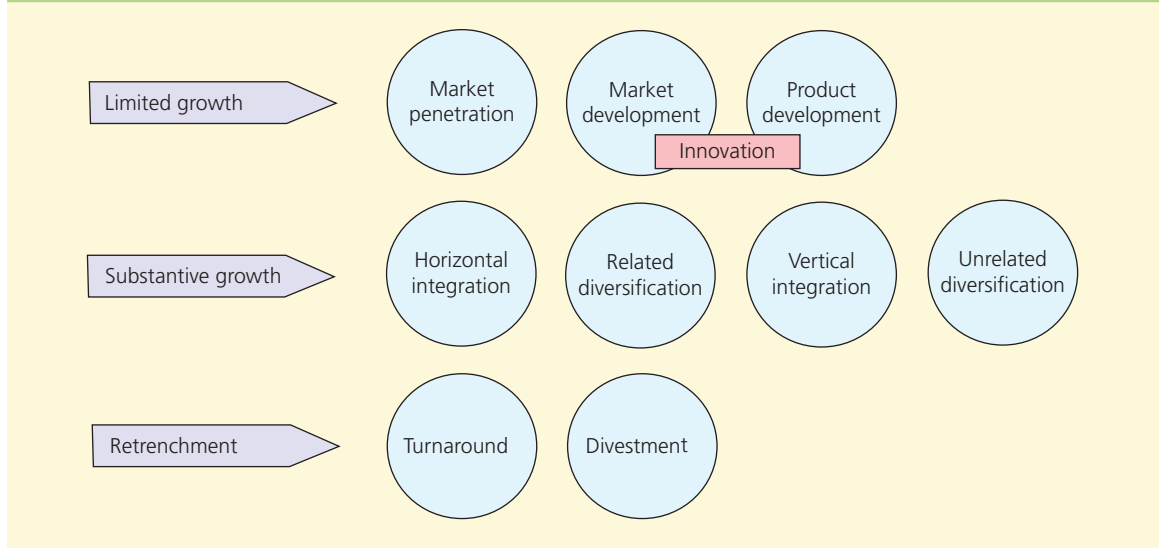 Limited growth
Market
penetration
Market
development
Product
development
Innovation
Substantive growth
Horizontal
integration
Related
diversification
Vertical
integration
Unrelated
diversification
Retrenchment
Turnaround
Divestment